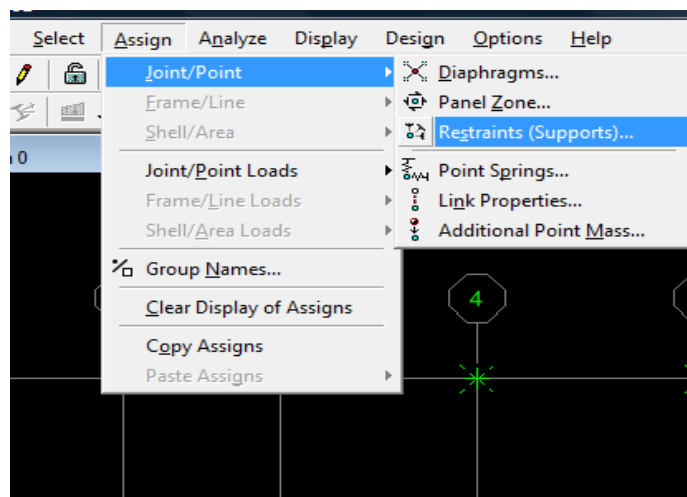 Select Assign Analyze Display Design Options Help
Joint/Point
Frame/Line
Shell/Area
Joint/Point Loads
Frame/Line Loads
Shell/Area Loads
Group Names...
Clear Display of Assigns
Copy Assigns
Paste Assigns
Diaphragms...
Panel Zone...
Restraints (Supports)...
Point Springs...
Link Properties...
Additional Point Mass...
0
4